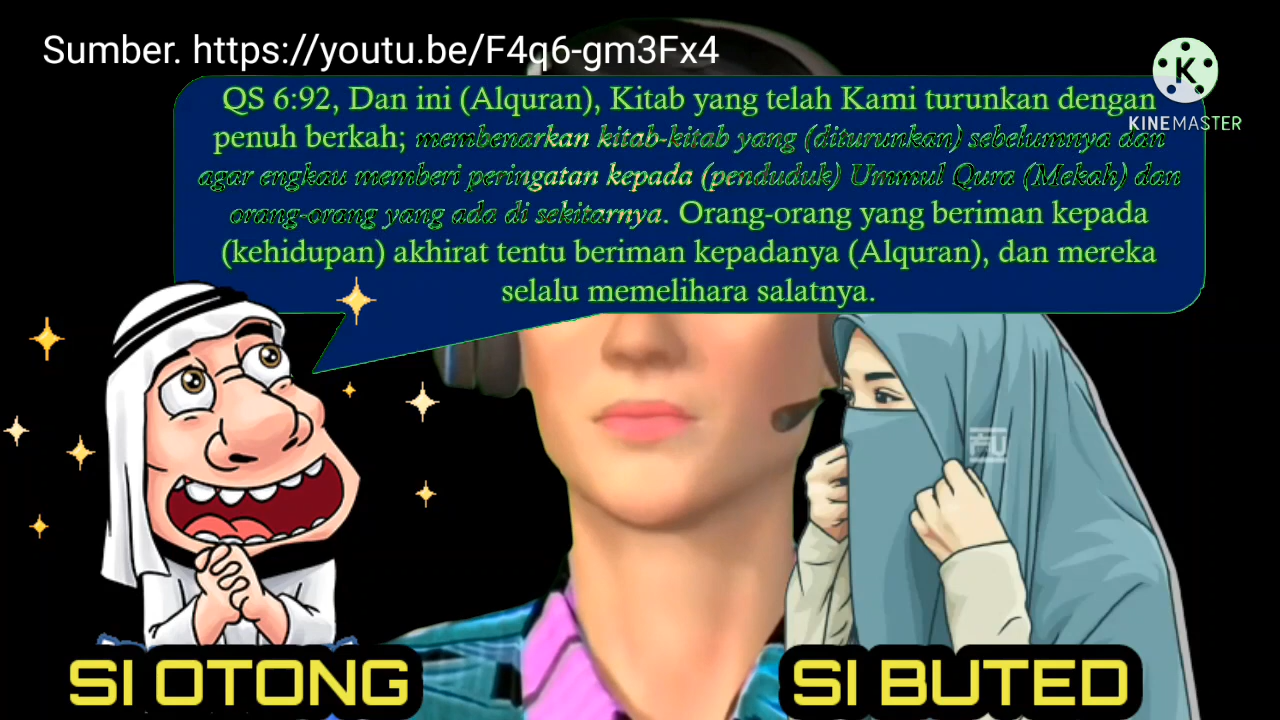 Sumber. https://youtu.be/F4q6-gm3Fx4
QS 6:92, Dan ini (Alquran), Kitab yang telah Kami turunkan dengan
penuh berkah; membenarkan kitab-kitab yang (diturunkan) sebelumnya dan
agar engkau memberi peringatan kepada (penduduk) Ummul Qura (Mekah) dan
orang-orang yang ada di sekitarnya. Orang-orang yang beriman kepada
(kehidupan) akhirat tentu beriman kepadanya (Alquran), dan mereka
selalu memelihara salatnya.
K
KINEMASTER
SI OTONG
SI BUTED